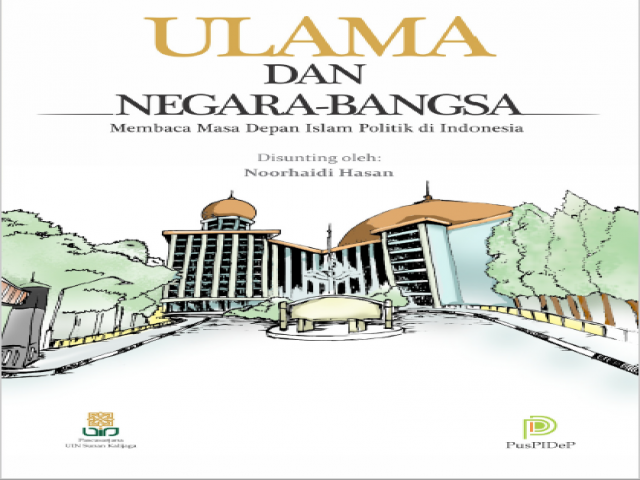 ULAMA
DAN
NEGARA-BANGSA
Membaca Masa Depan Islam Politik di Indonesia
Disunting oleh:
Noorhaidi Hasan
Pascasarjana
UIN Sunan Kalijaga
PusPIDeP